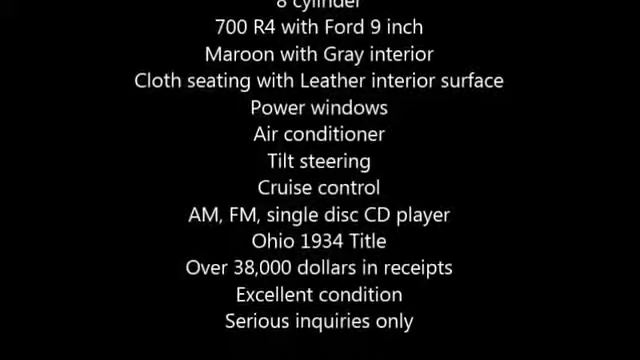 8 cylinder
700 R4 with Ford 9 inch
Maroon with Gray interior
Cloth seating with Leather interior surface
Power windows
Air conditioner
Tilt steering
Cruise control
AM, FM, single disc CD player
Ohio 1934 Title
Over 38,000 dollars in receipts
Excellent condition
Serious inquiries only